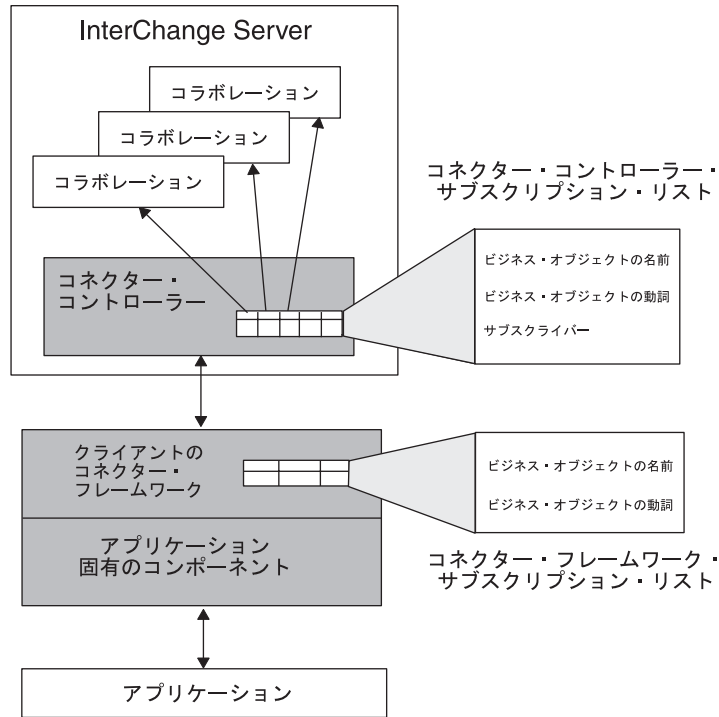 InterChange Server
コラボレーション
コラボレーション
コラボレーション
コネクター・コントローラー・
サブスクリプション・リスト
コネクター・
コントローラー
ビジネス・オブジェクトの名前
ビジネス・オブジェクトの動詞
サブスクライバー
クライアントの
コネクター・
フレームワーク
ビジネス・オブジェクトの名前
ビジネス・オブジェクトの動詞
アプリケーション
固有のコンポーネント
コネクター・フレームワーク・
サブスクリプション・リスト
アプリケーション